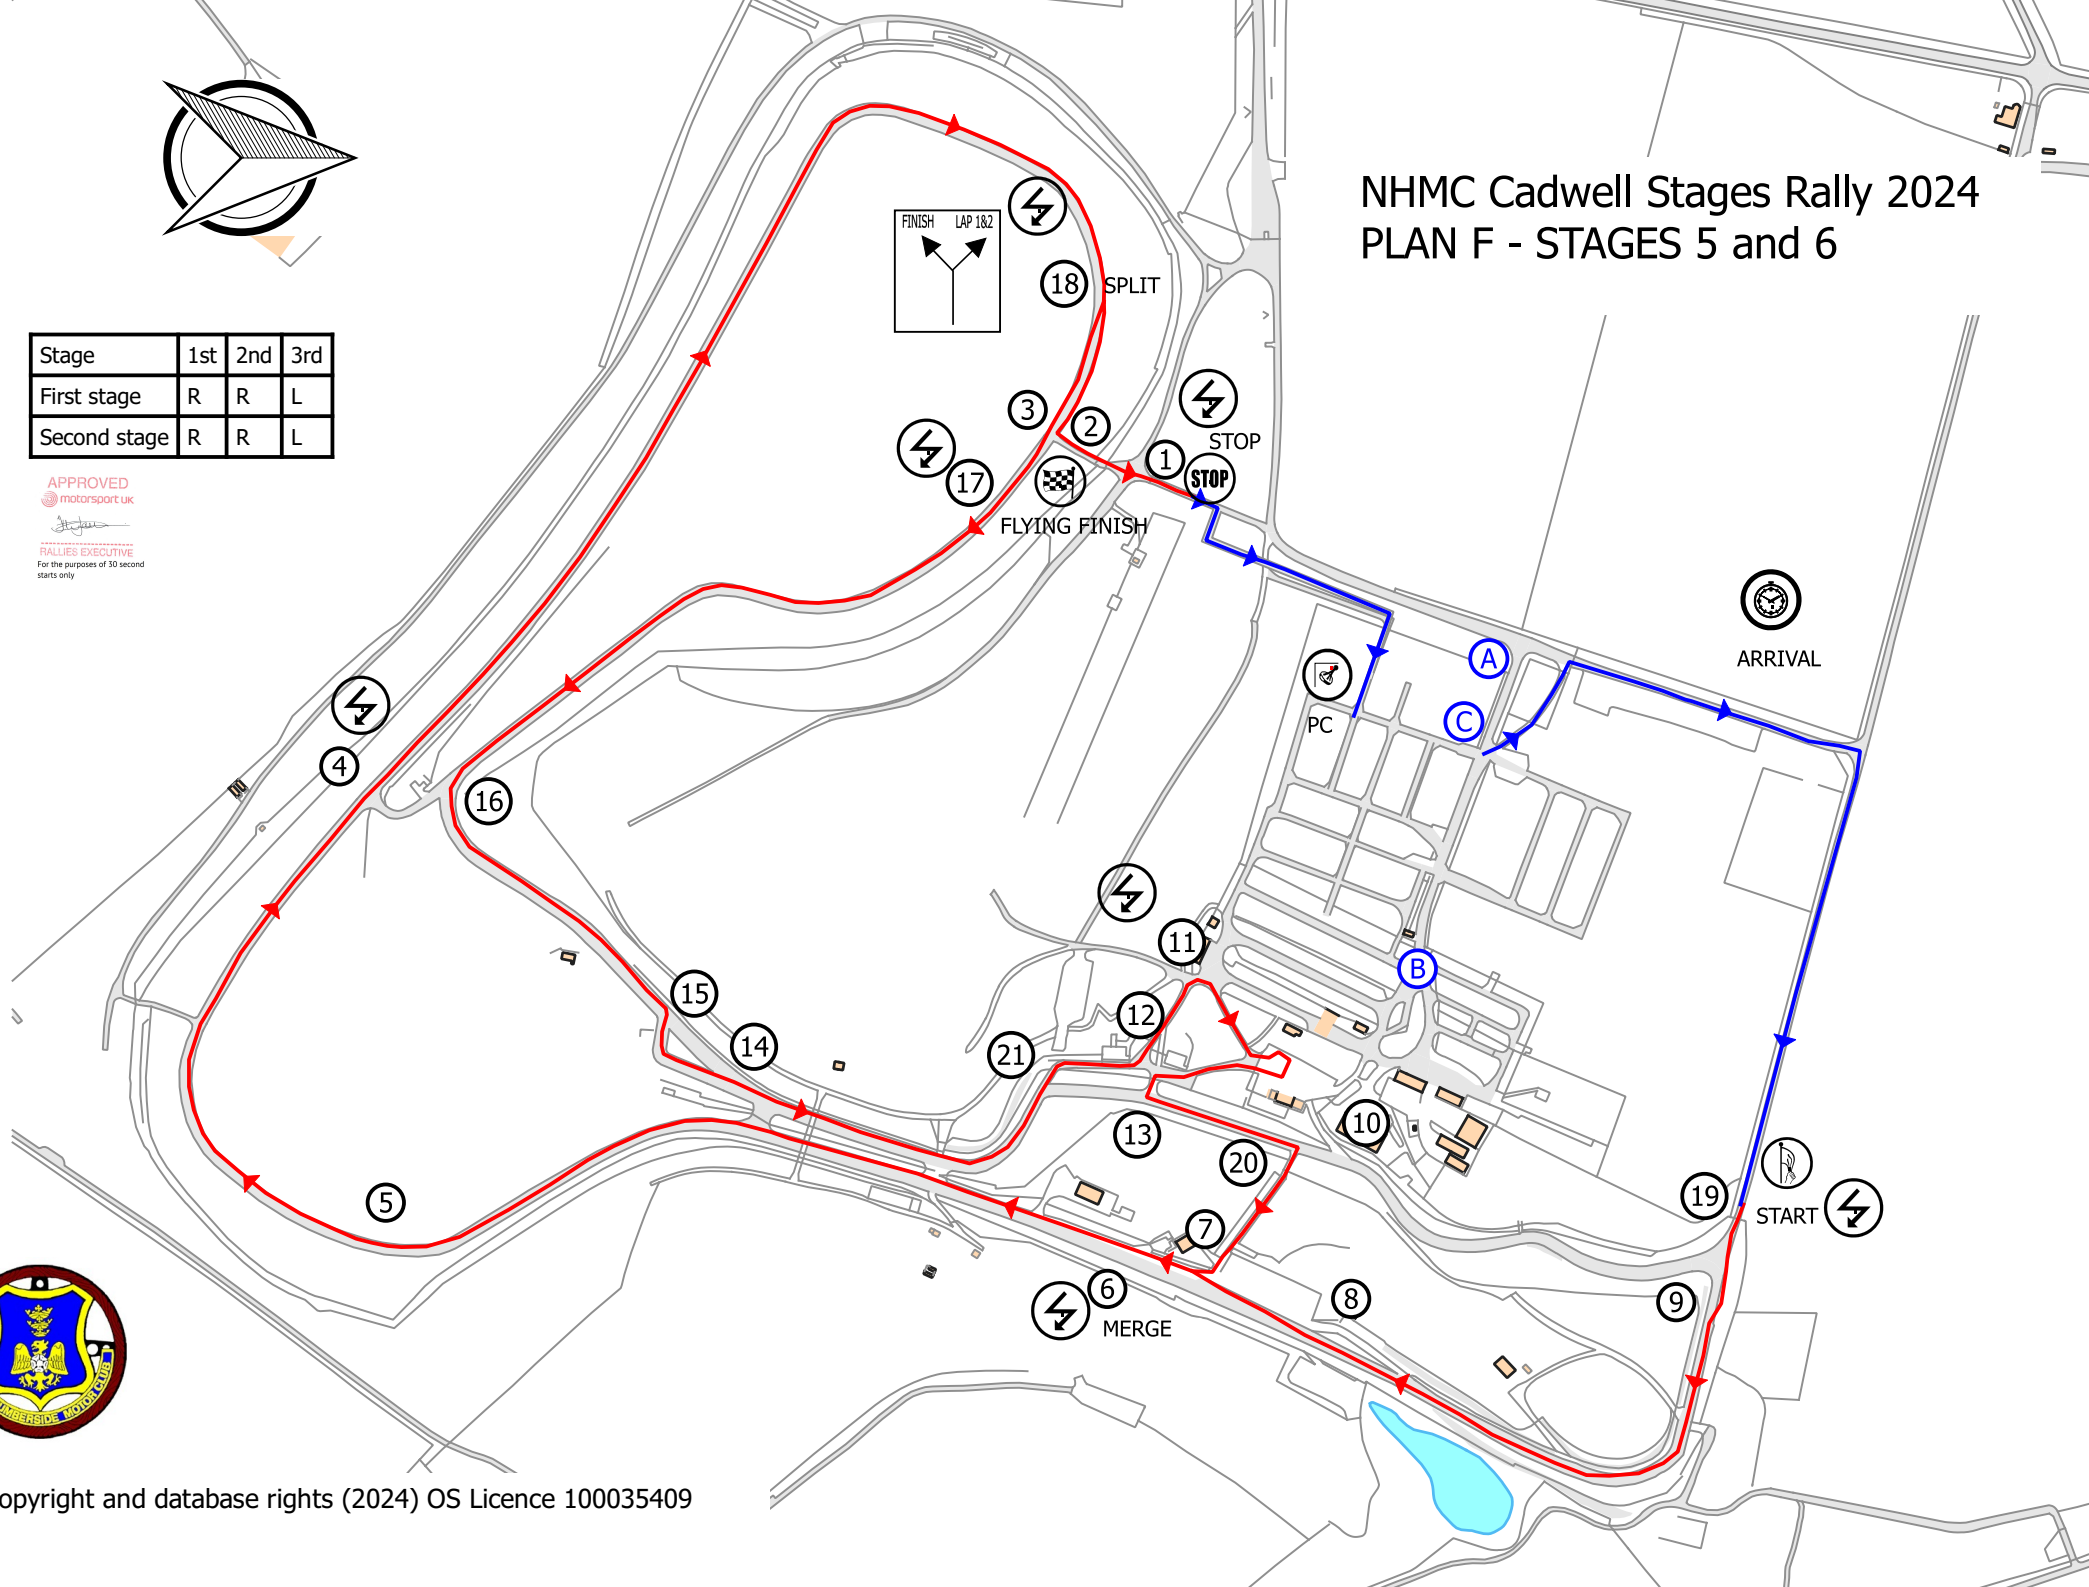 NHMC Cadwell Stages Rally 2024
PLAN F - STAGES 5 and 6
FINISH LAP 1&2
18 SPLIT
Stage 1st 2nd 3rd
First stage R R L
Second stage R R L
APPROVED
motorsport UK
RALLIES EXECUTIVE
For the purposes of 30 second
starts only
3
2
STOP
1
STOP
17
FLYING FINISH
ARRIVAL
A
C
PC
4
16
11
B
15
12
14
21
10
13
20
19
START
5
7
6
MERGE
8
9
UMBERSIDE MOTOR CLUB
opyright and database rights (2024) OS Licence 100035409